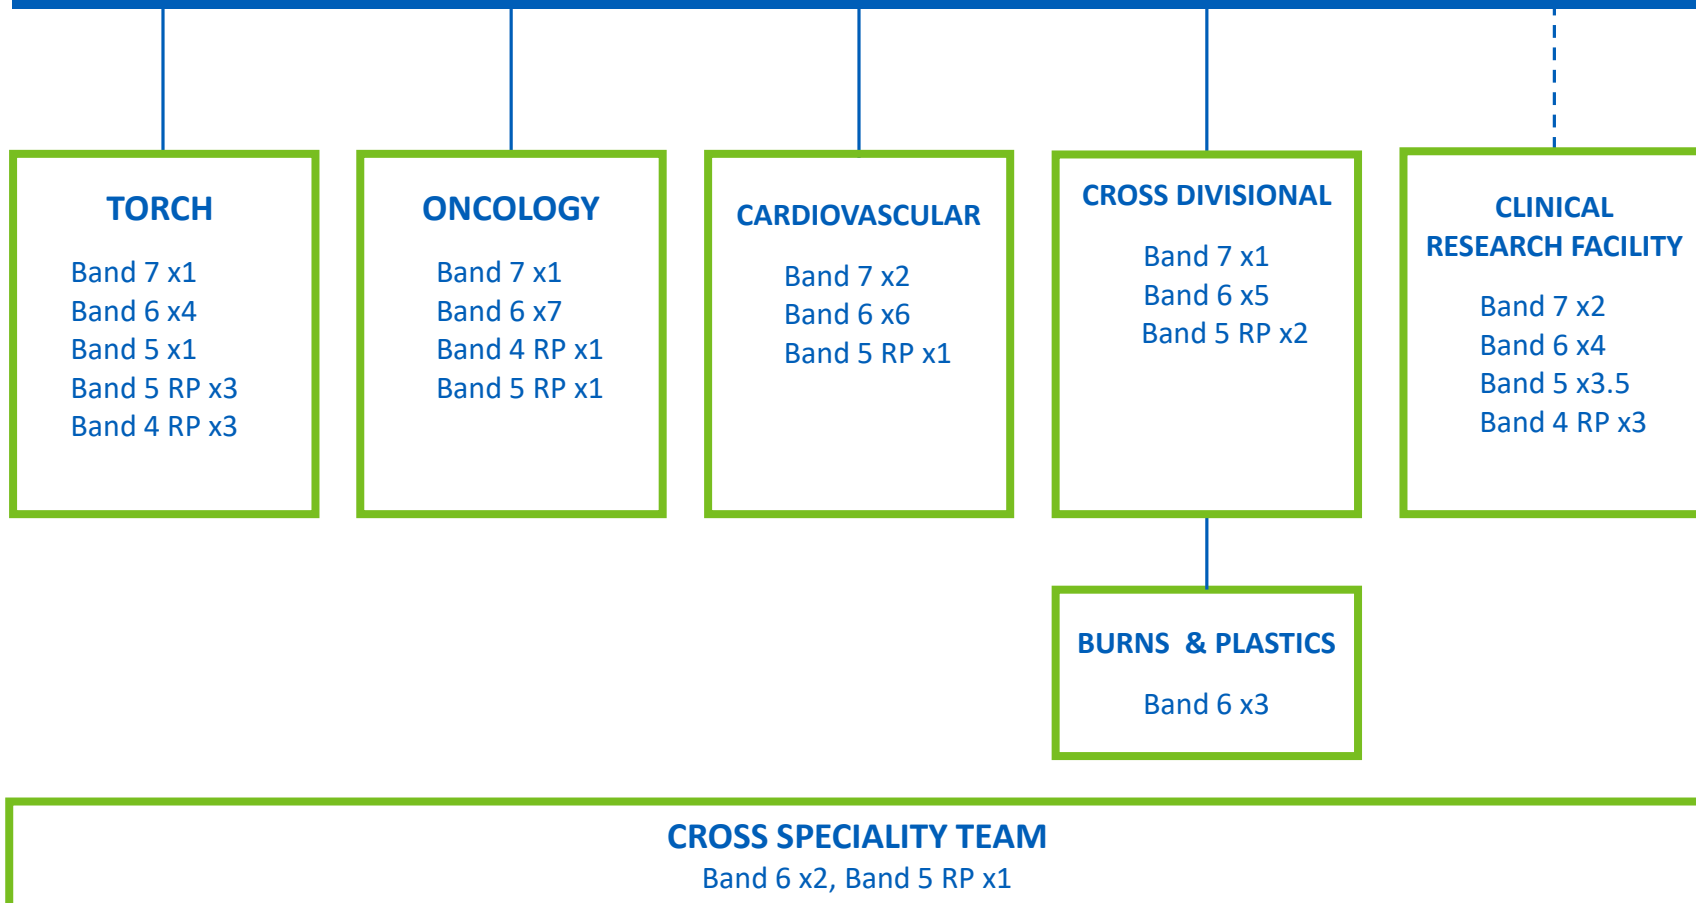 TORCH
Band 7 x1
Band 6 x4
Band 5 x1
Band 5 RP x3
Band 4 RP x3
ONCOLOGY
Band 7 x1
Band 6 x7
Band 4 RP x1
Band 5 RP x1
CARDIOVASCULAR
Band 7 x2
Band 6 x6
Band 5 RP x1
CROSS DIVISIONAL
Band 7 x1
Band 6 x5
Band 5 RP x2
CLINICAL
RESEARCH FACILITY
Band 7 x2
Band 6 x4
Band 5 x3.5
Band 4 RP x3
BURNS & PLASTICS
Band 6 x3
CROSS SPECIALITY TEAM
Band 6 x2, Band 5 RP x1